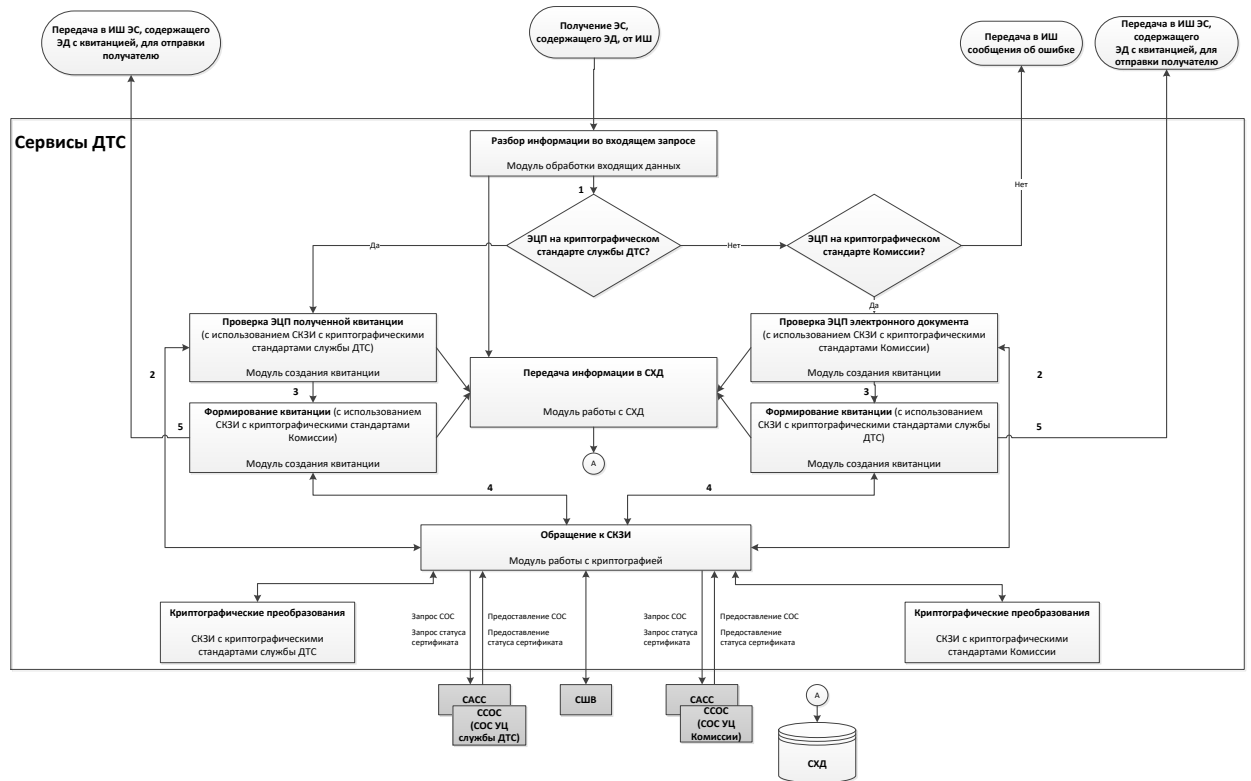 Передача в ИШ ЭС, содержащего
ЭД с квитанцией, для отправки
получателю
Получение ЭС,
содержащего ЭД, от ИШ
Передача в ИШ
сообщения об ошибке
Передача в ИШ ЭС,
содержащего
ЭД с квитанцией, для
отправки получателю
Сервисы ДТС
Разбор информации во входящем запросе
Модуль обработки входящих данных
1
Нет
ЭЦП на криптографическом
стандарте службы ДТС?
Да
Нет
ЭЦП на криптографическом
стандарте Комиссии?
Да
Проверка ЭЦП полученной квитанции
(с использованием СКЗИ с криптографическими
стандартами службы ДТС)
Модуль создания квитанции
Проверка ЭЦП электронного документа
(с использованием СКЗИ с криптографическими
стандартами Комиссии)
Модуль создания квитанции
Передача информации в СХД
Модуль работы с СХД
2
2
3
3
Формирование квитанции (с использованием
СКЗИ с криптографическими стандартами
Комиссии)
Модуль создания квитанции
Формирование квитанции (с использованием
СКЗИ с криптографическими стандартами службы
ДТС)
Модуль создания квитанции
5
5
А
4
4
Обращение к СКЗИ
Модуль работы с криптографией
Криптографические преобразования
СКЗИ с криптографическими
стандартами службы ДТС
Запрос СОС
Запрос статуса
сертификата
Предоставление СОС
Предоставление
статуса сертификата
Запрос СОС
Запрос статуса
сертификата
Предоставление СОС
Предоставление
статуса сертификата
Криптографические преобразования
СКЗИ с криптографическими
стандартами Комиссии
САСС
ССОС
(СОС УЦ
службы ДТС)
СШВ
САСС
ССОС
(СОС УЦ
Комиссии)
А
СХД